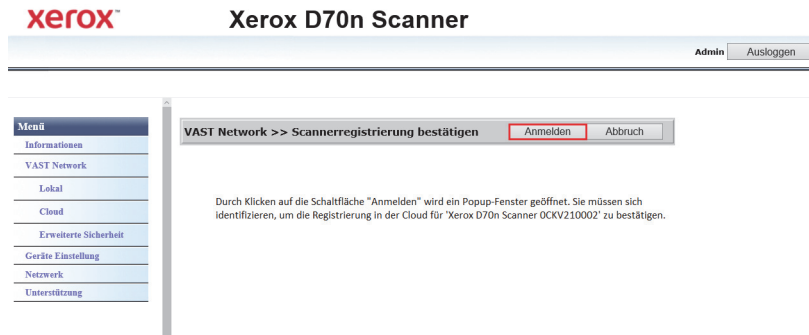 xerox™
Xerox D70n Scanner
Admin Ausloggen
Menü
Informationen
VAST Network
Lokal
Cloud
Erweiterte Sicherheit
Geräte Einstellung
Netzwerk
Unterstützung
VAST Network >> Scannerregistrierung bestätigen Anmelden Abbruch
Durch Klicken auf die Schaltfläche "Anmelden" wird ein Popup-Fenster geöffnet. Sie müssen sich
identifizieren, um die Registrierung in der Cloud für 'Xerox D70n Scanner 0CKV210002' zu bestätigen.